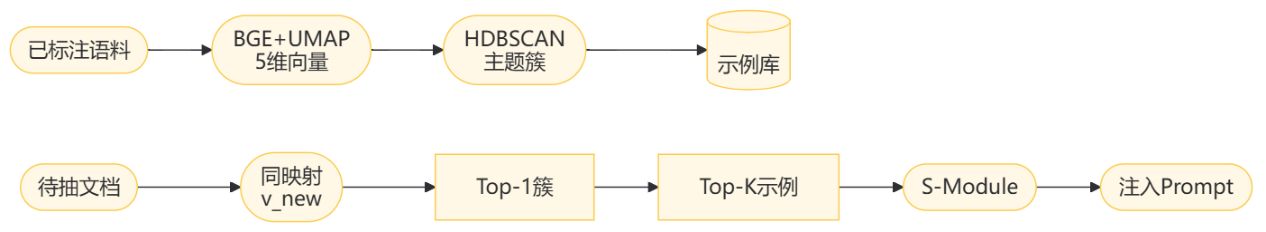 已标注语料
BGE+UMAP
5维向量
HDBSCAN
主题簇
示例库
待抽文档
同映射
v_new
Top-1簇
Top-K示例
S-Module
注入Prompt